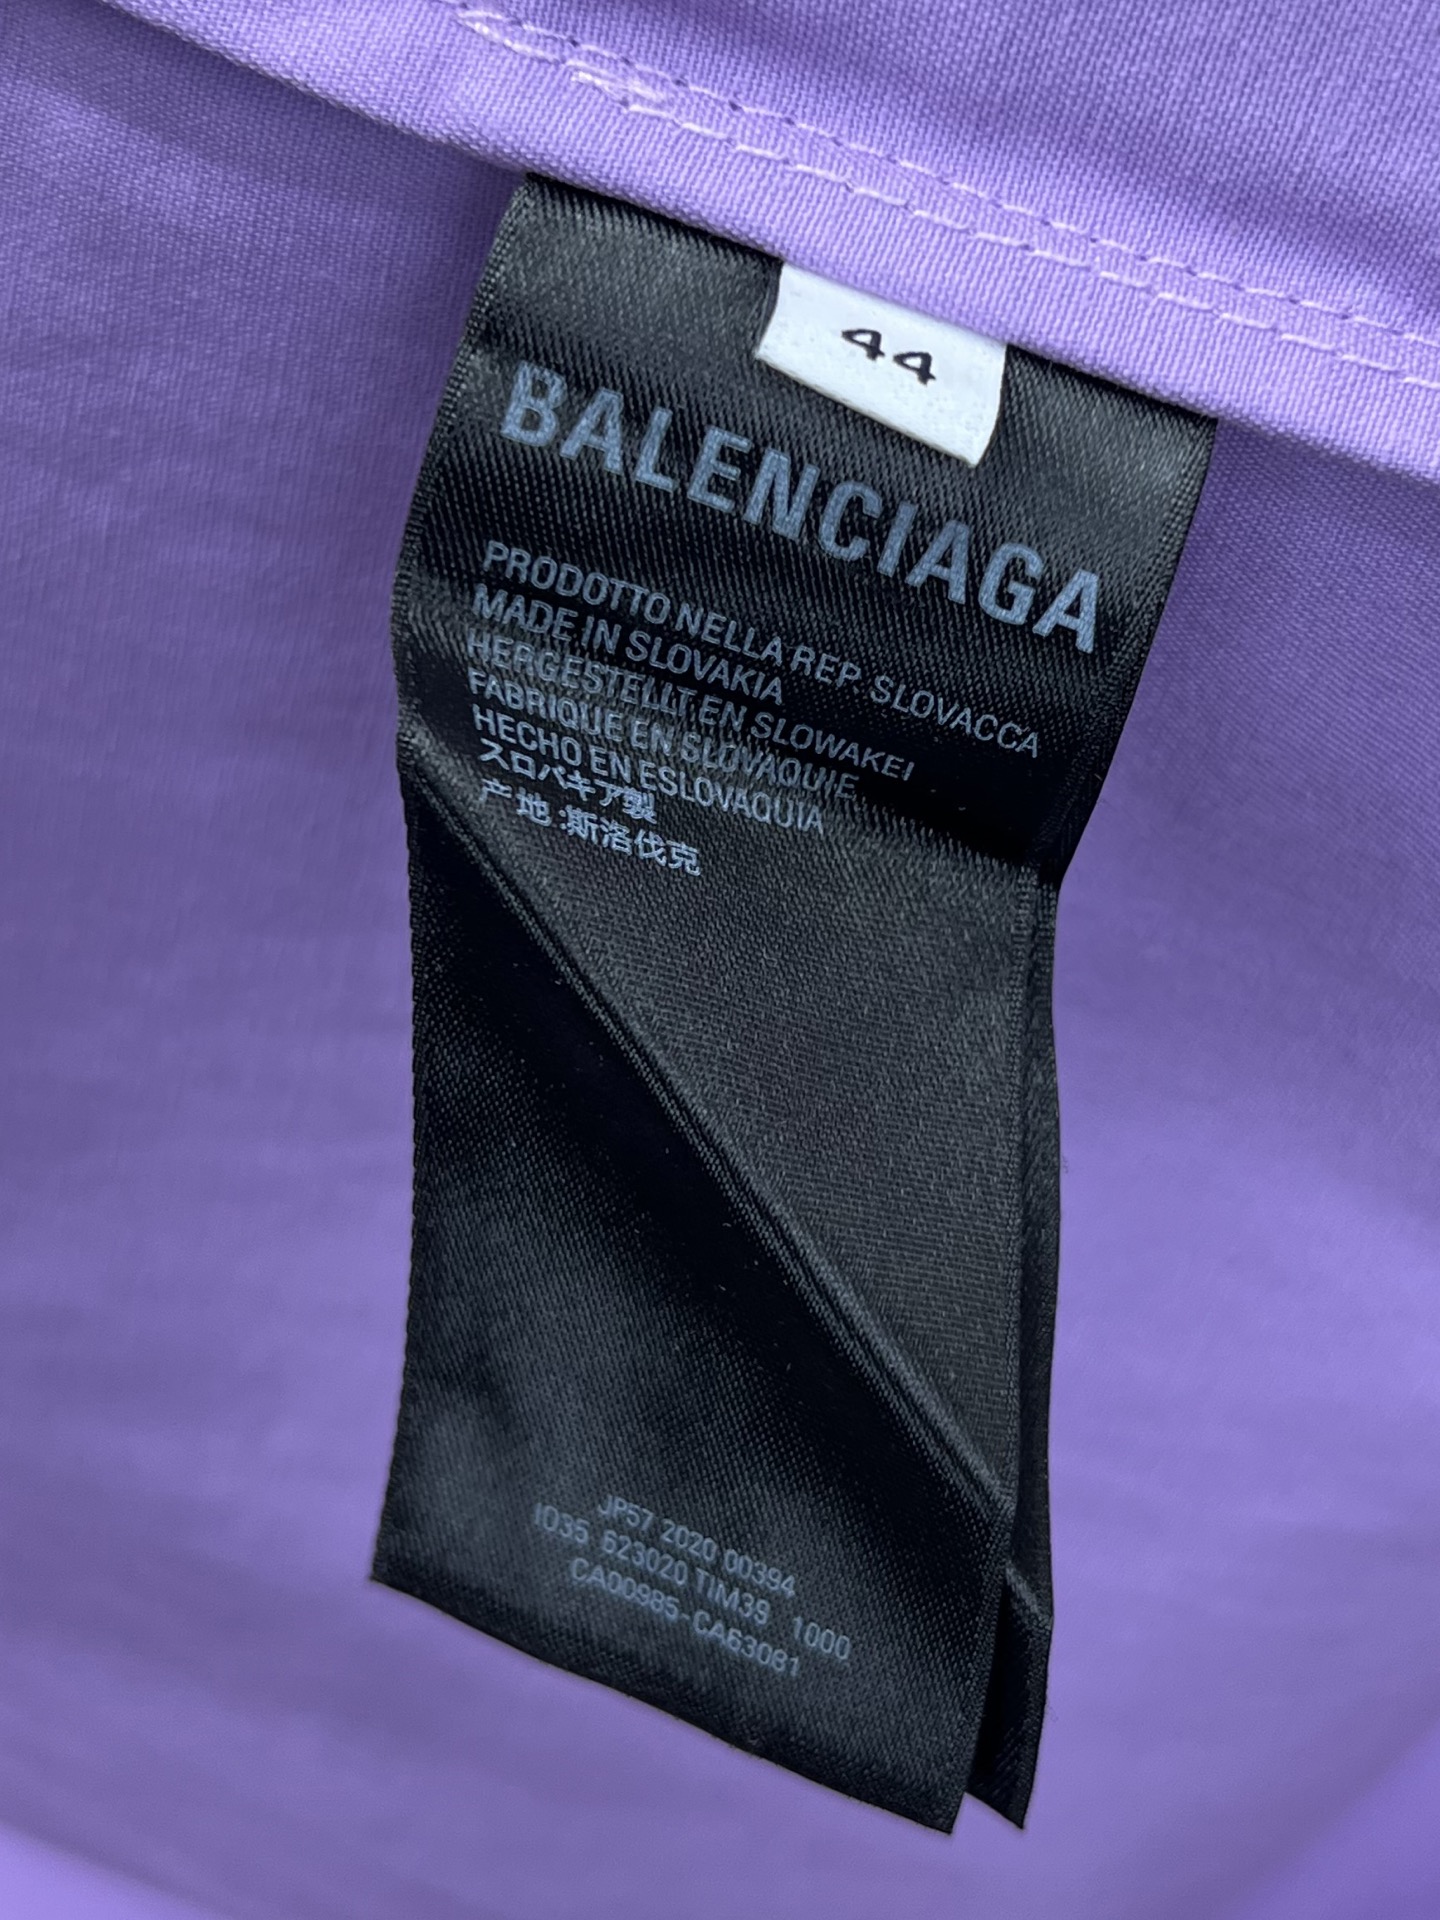 44
BALENCIAGA
PRODOTTO NELLA REP. SLOVACCA
MADE IN SLOVAKIA
HERGESTELLT EN SLOWAKEI
FABRIQUE EN SLOVAQUIE
HECHO EN ESLOVAQUIA
スロバキア製
产地:斯洛伐克
JP57 2020 00394
1035 623020 TIM39 1000
CA00985-CA63081